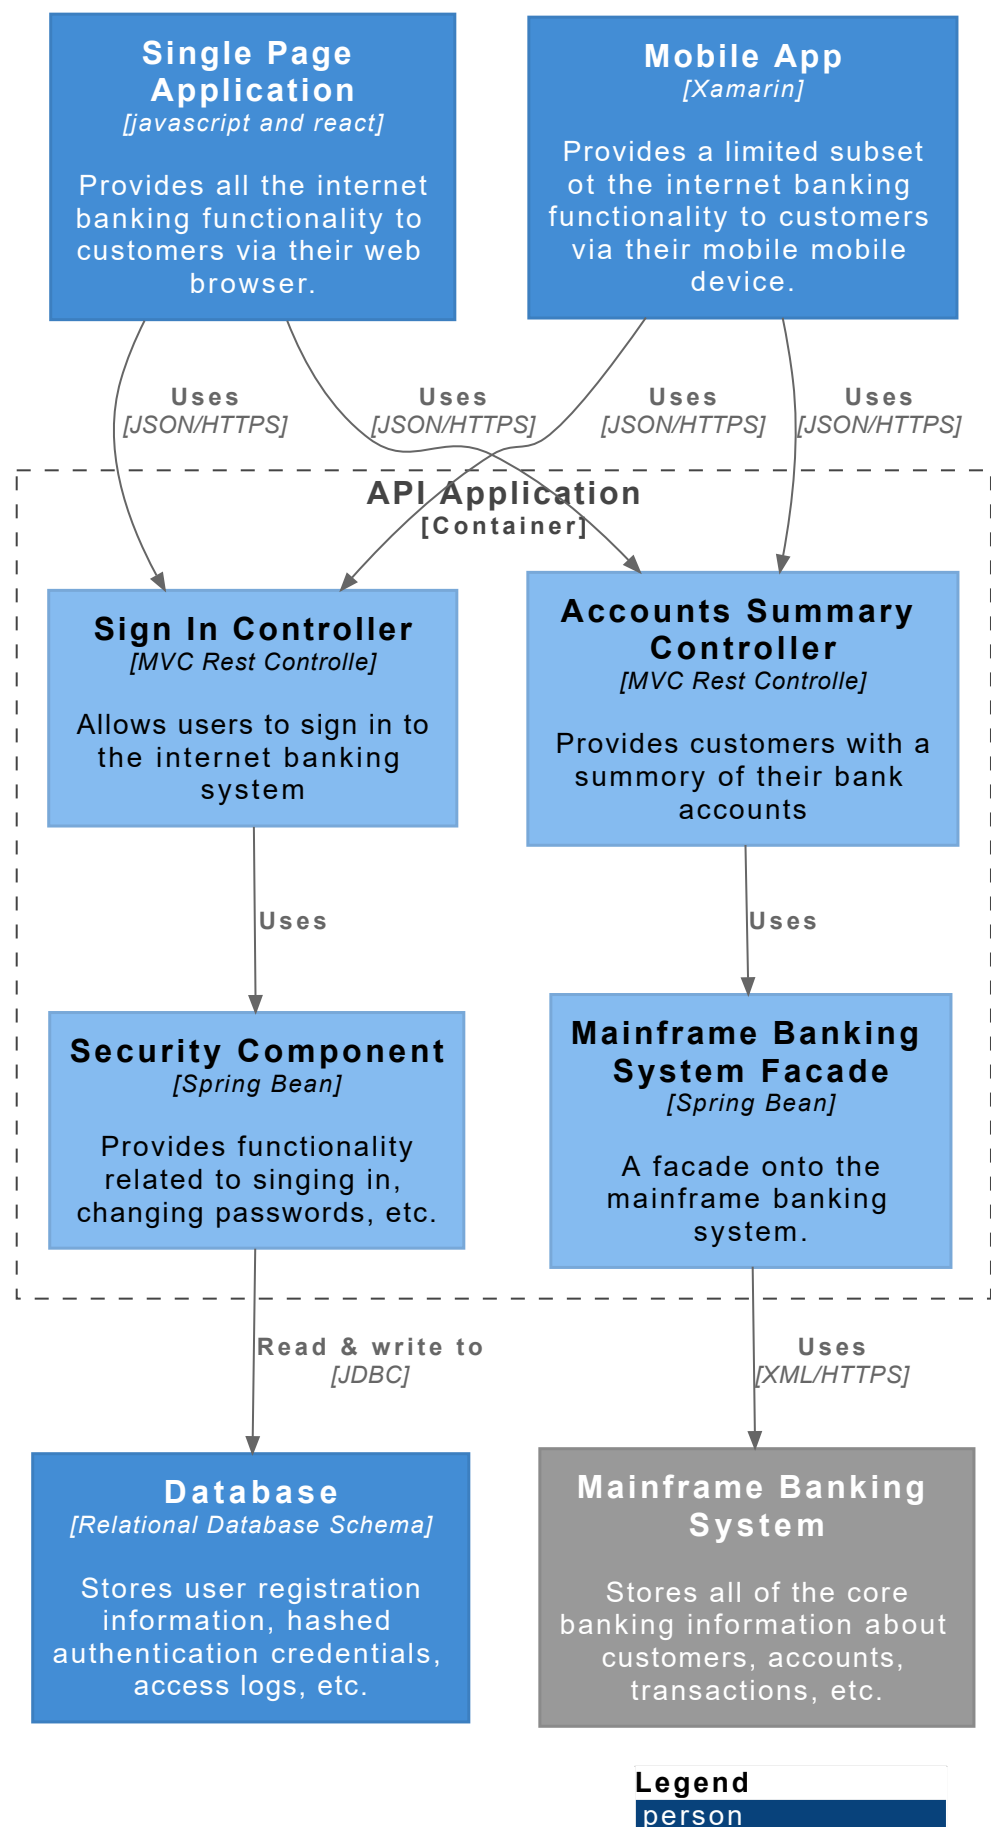 Single Page
Application
[javascript and react]
Provides all the internet
banking functionality to
customers via their web
browser.
Mobile App
[Xamarin]
Provides a limited subset
ot the internet banking
functionality to customers
via their mobile mobile
device.
Uses
[JSON/HTTPS]
Uses
[JSON/HTTPS]
Uses
[JSON/HTTPS]
Uses
[JSON/HTTPS]
API Application
[Container]
Sign In Controller
[MVC Rest Controlle]
Allows users to sign in to
the internet banking
system
Accounts Summary
Controller
[MVC Rest Controlle]
Provides customers with a
summory of their bank
accounts
Uses
Uses
Security Component
[Spring Bean]
Provides functionality
related to singing in,
changing passwords, etc.
Mainframe Banking
System Facade
[Spring Bean]
A facade onto the
mainframe banking
system.
Read & write to
[JDBC]
Uses
[XML/HTTPS]
Database
[Relational Database Schema]
Stores user registration
information, hashed
authentication credentials,
access logs, etc.
Mainframe Banking
System
Stores all of the core
banking information about
customers, accounts,
transactions, etc.
Legend
person